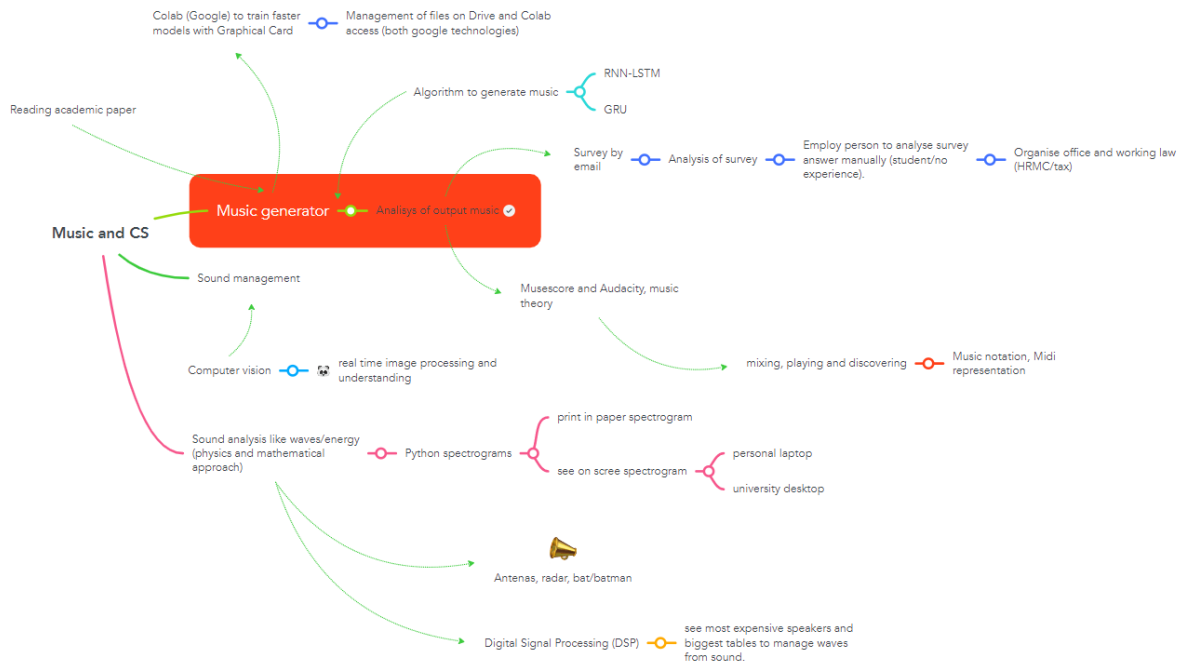 Colab (Google) to train faster
models with Graphical Card
Management of files on Drive and Colab
access (both google technologies)
RNN-LSTM
Algorithm to generate music
GRU
Reading academic paper
Survey by
email
Analysis of survey
Employ person to analyse survey
answer manually (student/no
experience).
Organise office and working law
(HRMC/tax)
Music generator
Analisys of output music
Music and CS
Sound management
Musescore and Audacity, music
theory
Computer vision
real time image processing and
understanding
mixing, playing and discovering
Music notation, Midi
representation
Sound analysis like waves/energy
(physics and mathematical
approach)
Python spectrograms
print in paper spectrogram
see on scree spectrogram
personal laptop
university desktop
Antenas, radar, bat/batman
Digital Signal Processing (DSP)
see most expensive speakers and
biggest tables to manage waves
from sound.